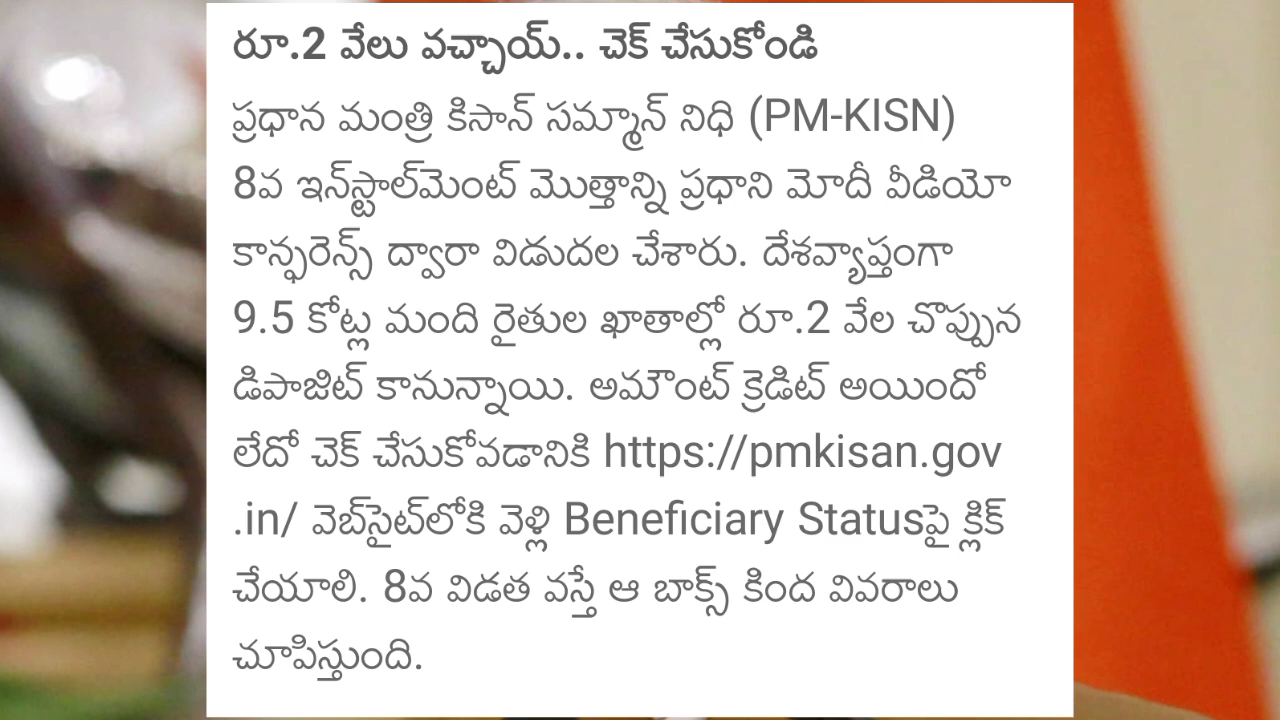 రూ.2 వేలు వచ్చాయ్.. చెక్ చేసుకోండి
ప్రధాన మంత్రి కిసాన్ సమ్మాన్ నిధి (PM-KISN)
8వ ఇన్‌స్టాల్‌మెంట్ మొత్తాన్ని ప్రధాని మోదీ వీడియో
కాన్ఫరెన్స్ ద్వారా విడుదల చేశారు. దేశవ్యాప్తంగా
9.5 కోట్ల మంది రైతుల ఖాతాల్లో రూ.2 వేల చొప్పున
డిపాజిట్ కానున్నాయి. అమౌంట్ క్రెడిట్ అయిందో
లేదో చెక్ చేసుకోవడానికి https://pmkisan.gov
.in/ వెబ్‌సైట్‌లోకి వెళ్లి Beneficiary Statusపై క్లిక్
చేయాలి. 8వ విడత వస్తే ఆ బాక్స్ కింద వివరాలు
చూపిస్తుంది.